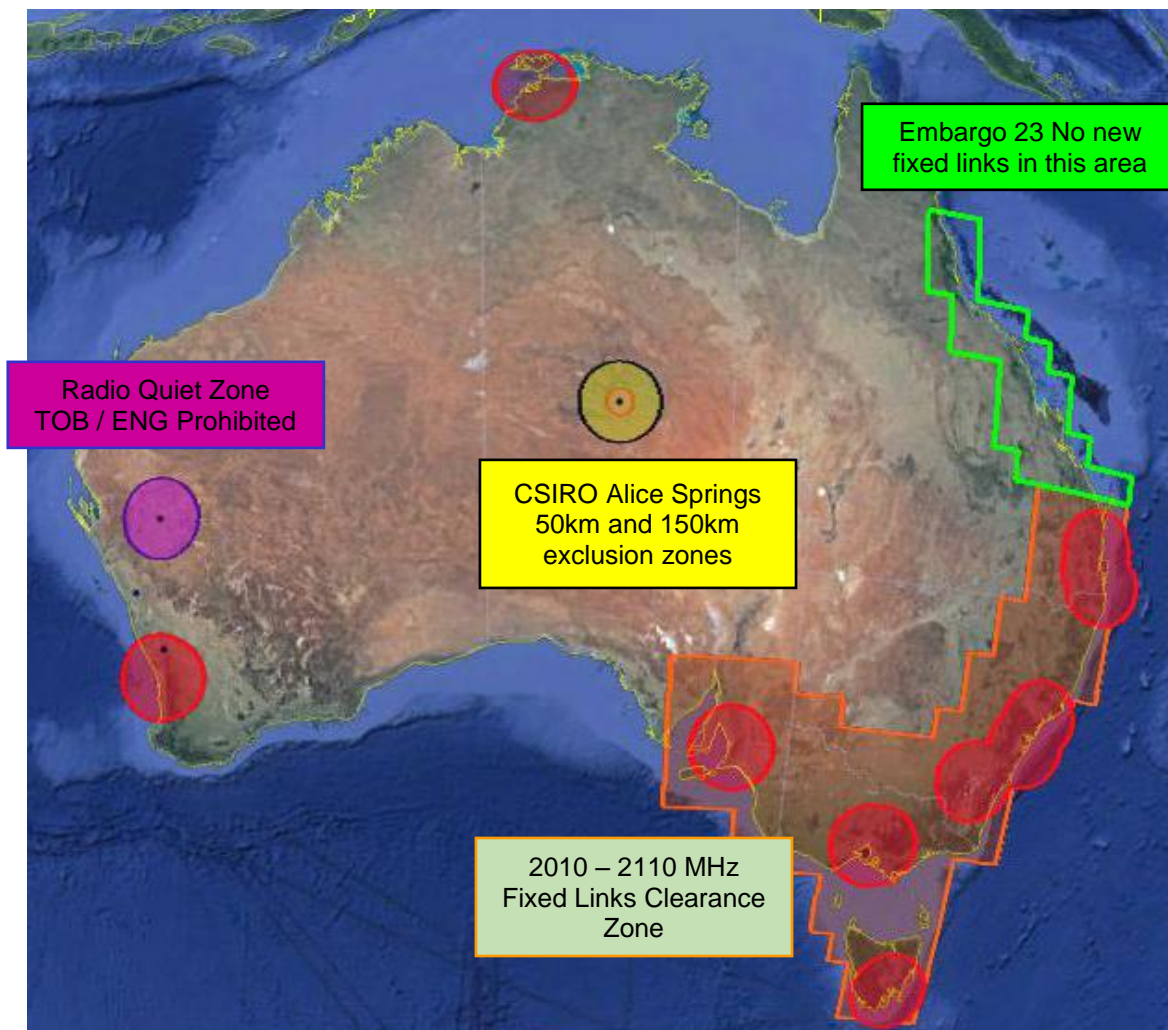 Embargo 23 No new
fixed links in this area
Radio Quiet Zone
TOB / ENG Prohibited
CSIRO Alice Springs
50km and 150km
exclusion zones
2010 – 2110 MHz
Fixed Links Clearance
Zone